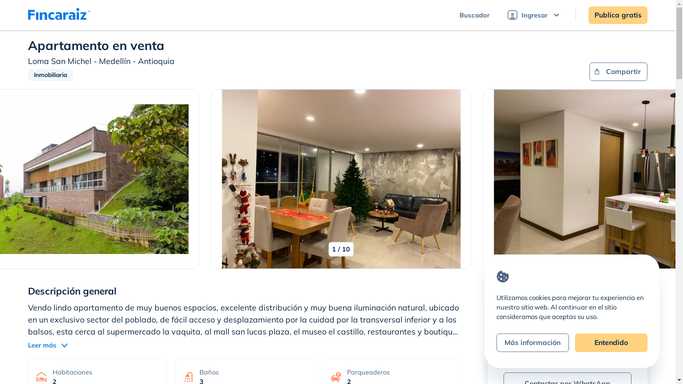 Fincaraiz
Buscador
Ingresar
Publica gratis
Apartamento en venta
Loma San Michel - Medellín - Antioquia
Inmobiliaria
Compartir
1 / 10
Descripción general
Vendo lindo apartamento de muy buenos espacios, excelente distribución y muy buena iluminación natural, ubicado
en un exclusivo sector del poblado, de fácil acceso y desplazamiento por la cuidad por la transversal inferior y a los
balsos, esta cerca al supermercado la vaquita, al mall san lucas plaza, el museo el castillo, restaurantes y boutiqu...
Leer más
Habitaciones
2
Baños
3
Parqueaderos
2
Utilizamos cookies para mejorar tu experiencia en
nuestro sitio web. Al continuar en el sitio
consideramos que aceptas su uso.
Más información
Entendido
Contactar por WhatsApp